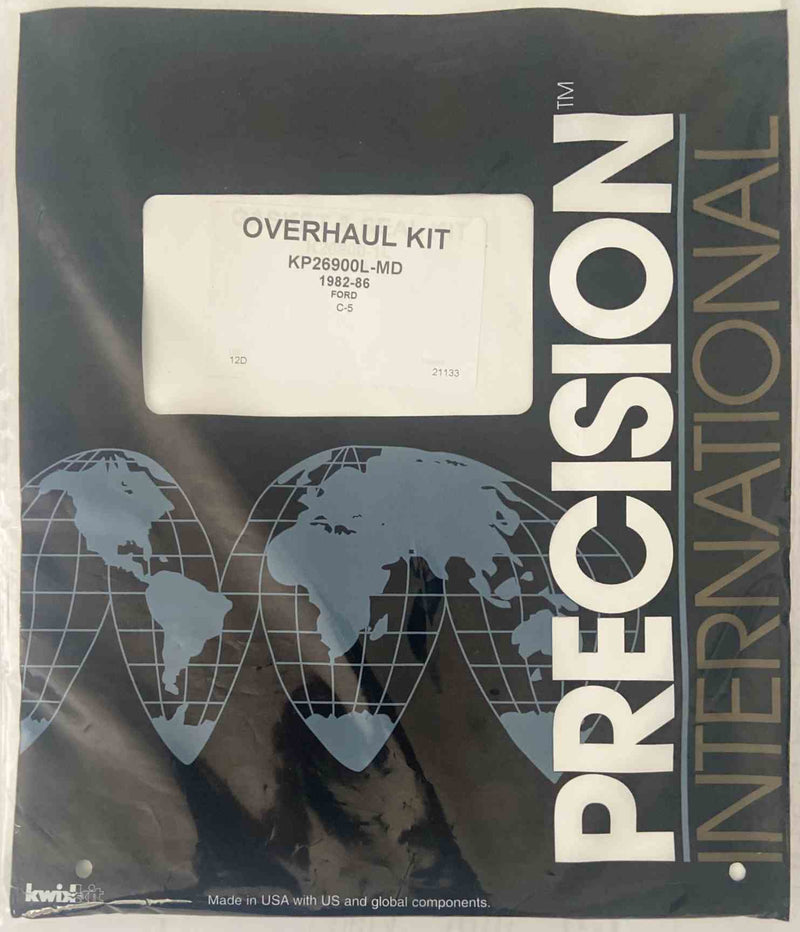 OVERHAUL KIT
KP26900L-MD
1982-86
FORD
C-5
12D
21133
PRECISION™
INTERNATIONAL
kwikkit
Made in USA with US and global components.